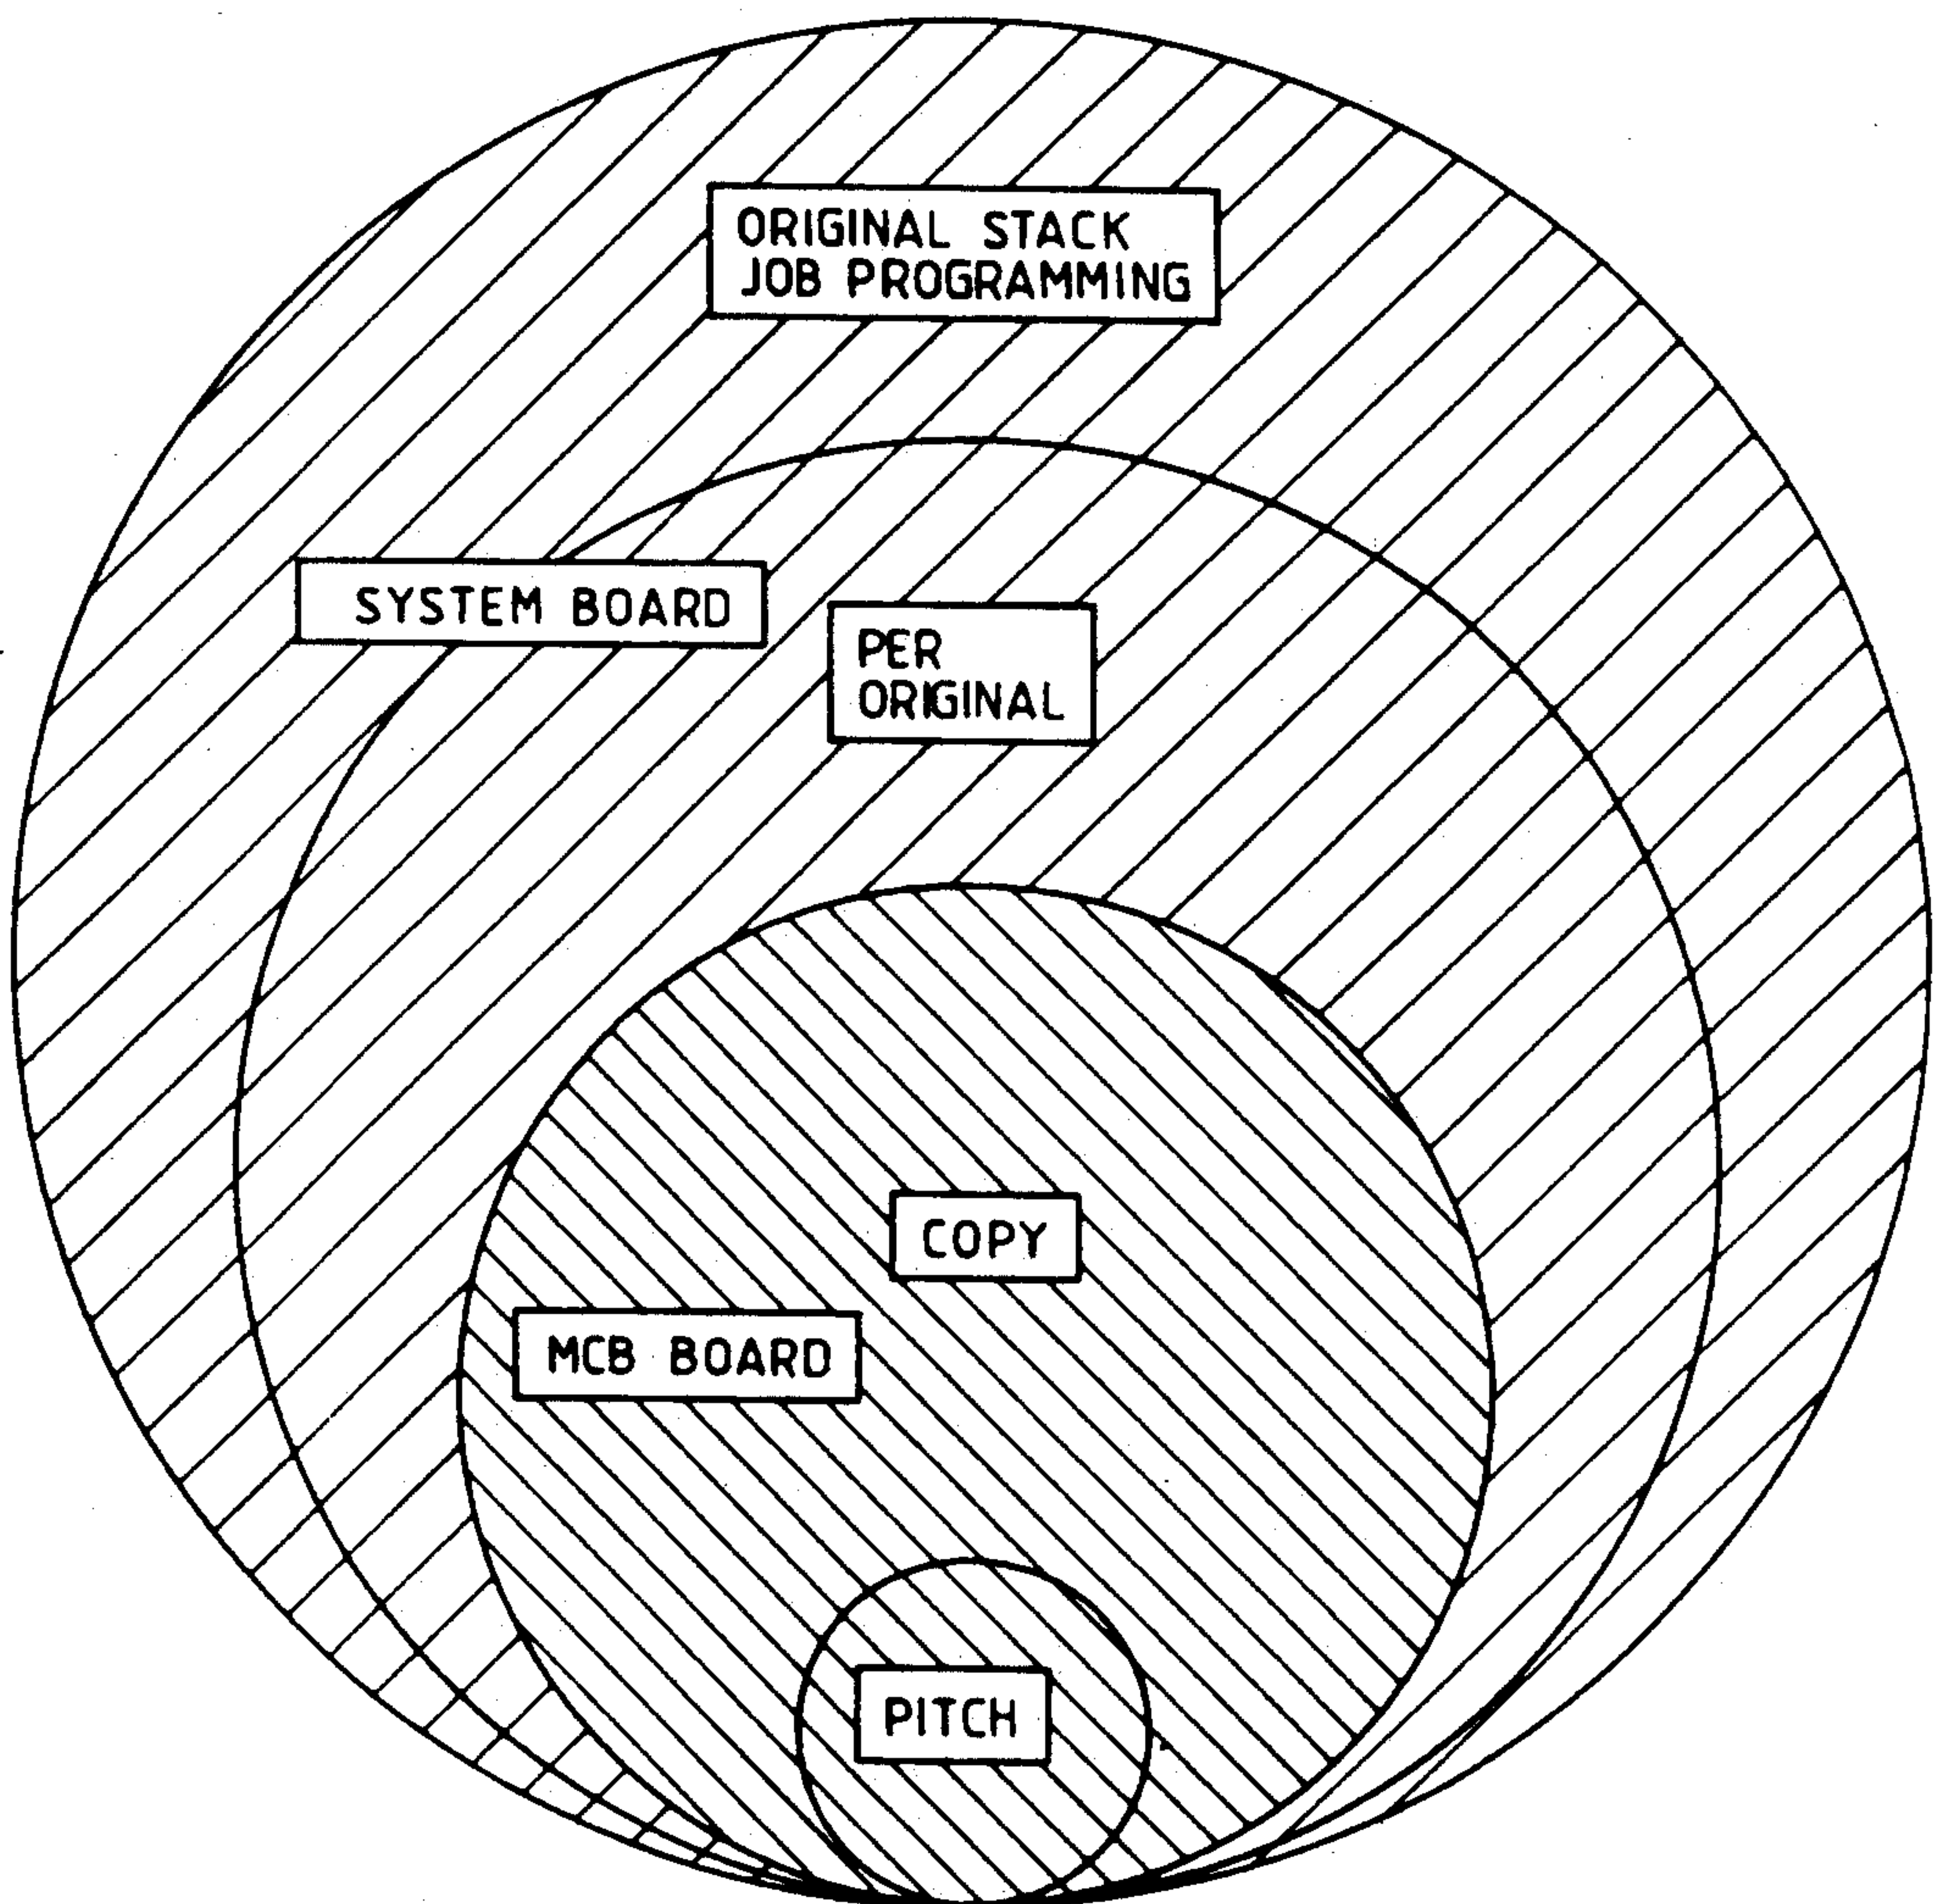 ORIGINAL STACK
JOB PROGRAMMING
SYSTEM BOARD
PER
ORIGINAL
COPY
MCB BOARD
PITCH